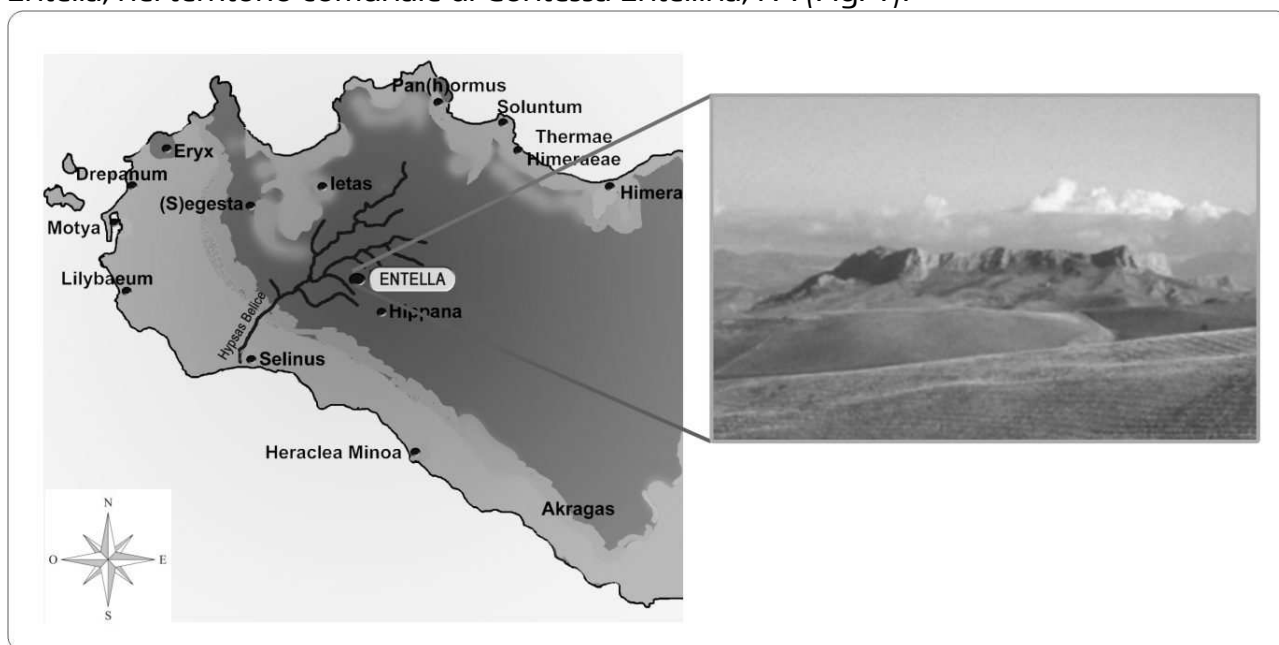 Entella, nel territorio comunale di Contessa Entellina, PA (Fig. 1).
Pan(h)ormus
Soluntum
Thermae
Himeraeae
Eryx
Drepanum
Ietas
Himera
(S)egesta
Motya
ENTELLA
Lilybaeum
Hippana
Hypsas Belice
Selinus
Heraclea Minoa
Akragas
N
O
E
S